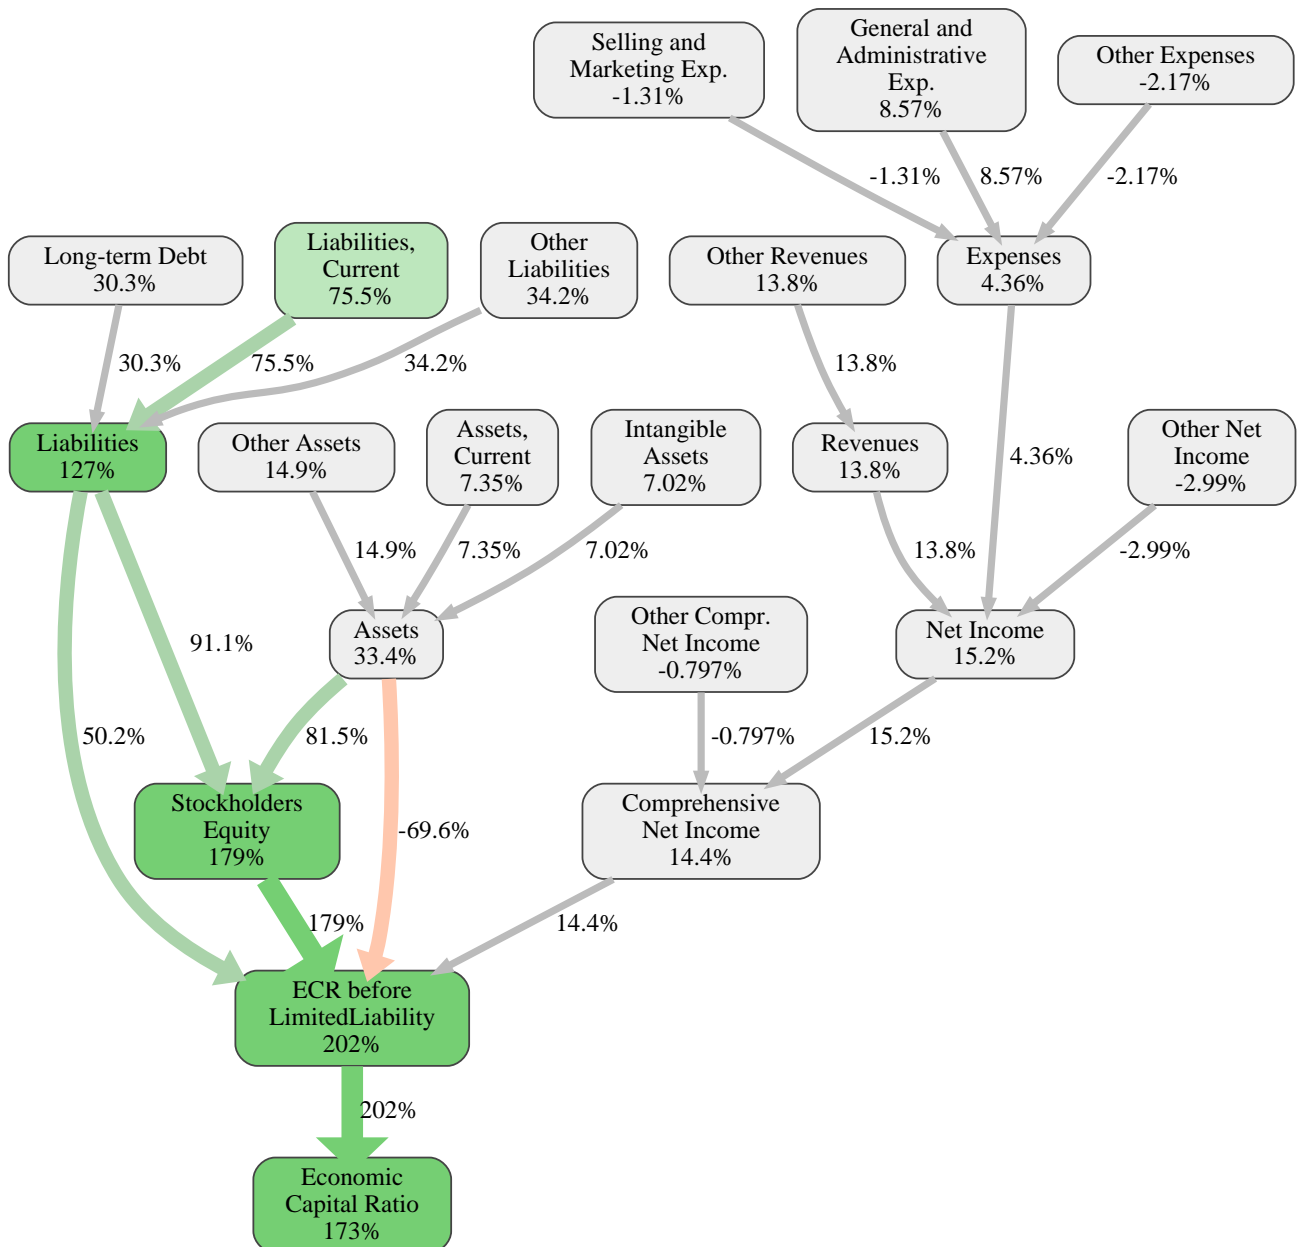 Selling and
Marketing Exp.
-1.31%
General and
Administrative
Exp.
8.57%
Other Expenses
-2.17%
-1.31%
8.57%
-2.17%
Long-term Debt
30.3%
Liabilities,
Current
75.5%
Other
Liabilities
34.2%
Other Revenues
13.8%
Expenses
4.36%
30.3%
75.5%
34.2%
13.8%
Liabilities
127%
Other Assets
14.9%
Assets,
Current
7.35%
Intangible
Assets
7.02%
Revenues
13.8%
4.36%
Other Net
Income
-2.99%
14.9%
7.35%
7.02%
13.8%
-2.99%
91.1%
Assets
33.4%
Other Compr.
Net Income
-0.797%
Net Income
15.2%
50.2%
81.5%
-0.797%
15.2%
Stockholders
Equity
179%
-69.6%
Comprehensive
Net Income
14.4%
179%
14.4%
ECR before
LimitedLiability
202%
202%
Economic
Capital Ratio
173%